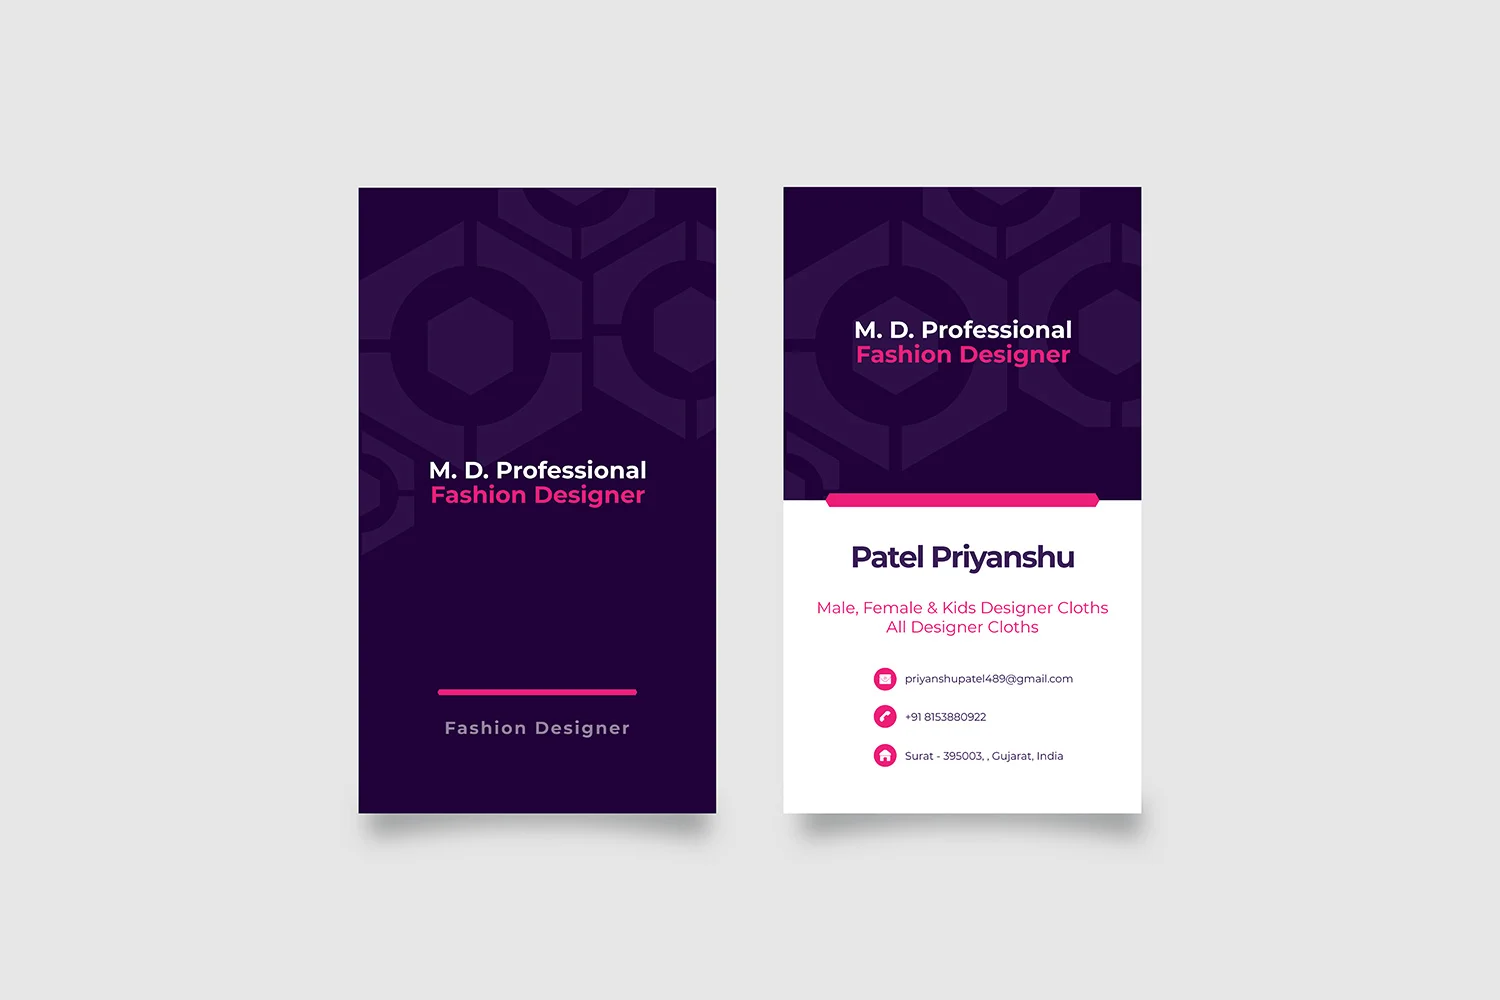 M. D. Professional
Fashion Designer
Fashion Designer
M. D. Professional
Fashion Designer
Patel Priyanshu
Male, Female & Kids Designer Cloths
All Designer Cloths
priyanshupatel489@gmail.com
+91 8153880922
Surat - 395003, , Gujarat, India